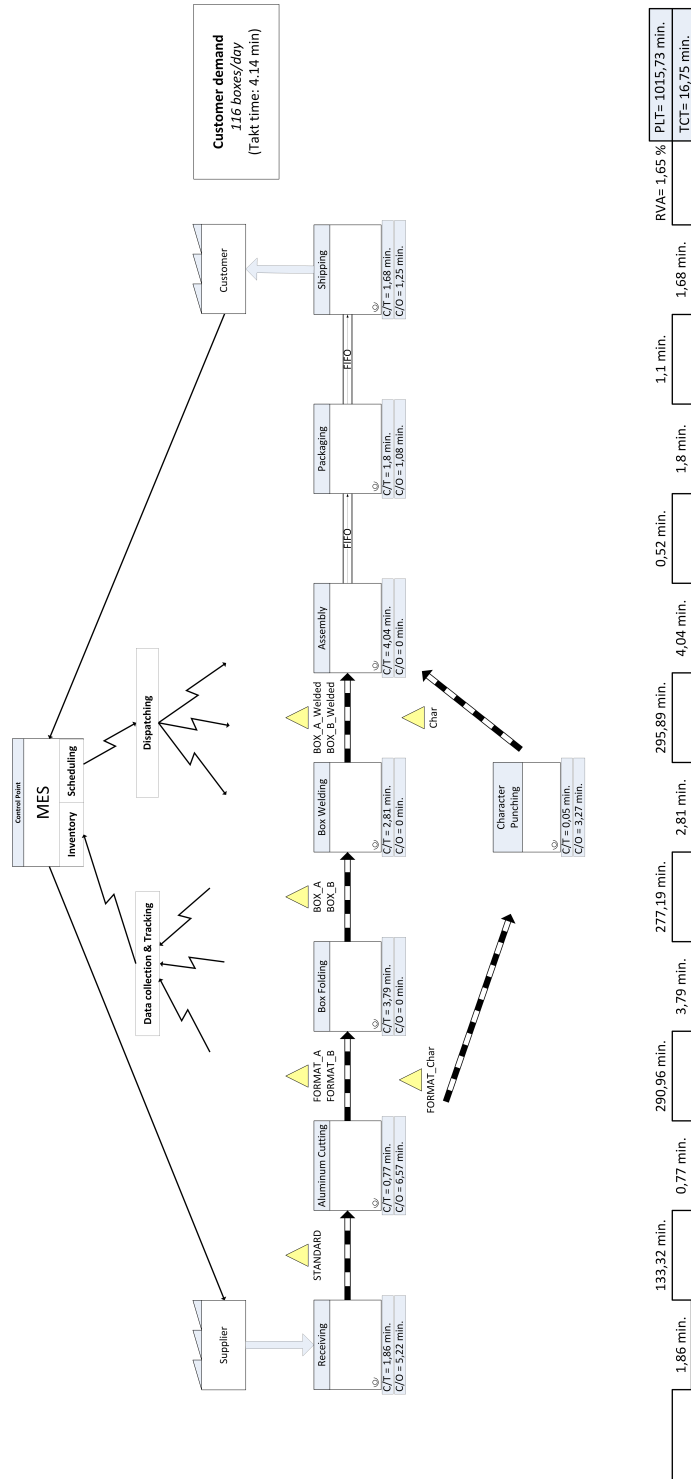 Control Point
MES
Inventory
Scheduling
Supplier
Customer
Customer demand
116 boxes/day
(Takt time: 4.14 min)
Data collection & Tracking
Dispatching
Receiving
C/T = 1,86 min.
C/O = 5,22 min.
STANDARD
Aluminum Cutting
C/T = 0,77 min.
C/O = 6,57 min.
FORMAT_A
FORMAT_B
FORMAT_Char
Box Folding
C/T = 3,79 min.
C/O = 0 min.
BOX_A
BOX_B
Box Welding
C/T = 2,81 min.
C/O = 0 min.
BOX_A_Welded
BOX_B_Welded
Char
Assembly
C/T = 4,04 min.
C/O = 0 min.
FIFO
Packaging
C/T = 1,8 min.
C/O = 1,08 min.
FIFO
Shipping
C/T = 1,68 min.
C/O = 1,25 min.
Character
Punching
C/T = 0,05 min.
C/O = 3,27 min.
1,86 min.
133,32 min.
0,77 min.
290,96 min.
3,79 min.
277,19 min.
2,81 min.
295,89 min.
4,04 min.
0,52 min.
1,8 min.
1,1 min.
1,68 min.
RVA= 1,65 %
PLT= 1015,73 min.
TCT= 16,75 min.